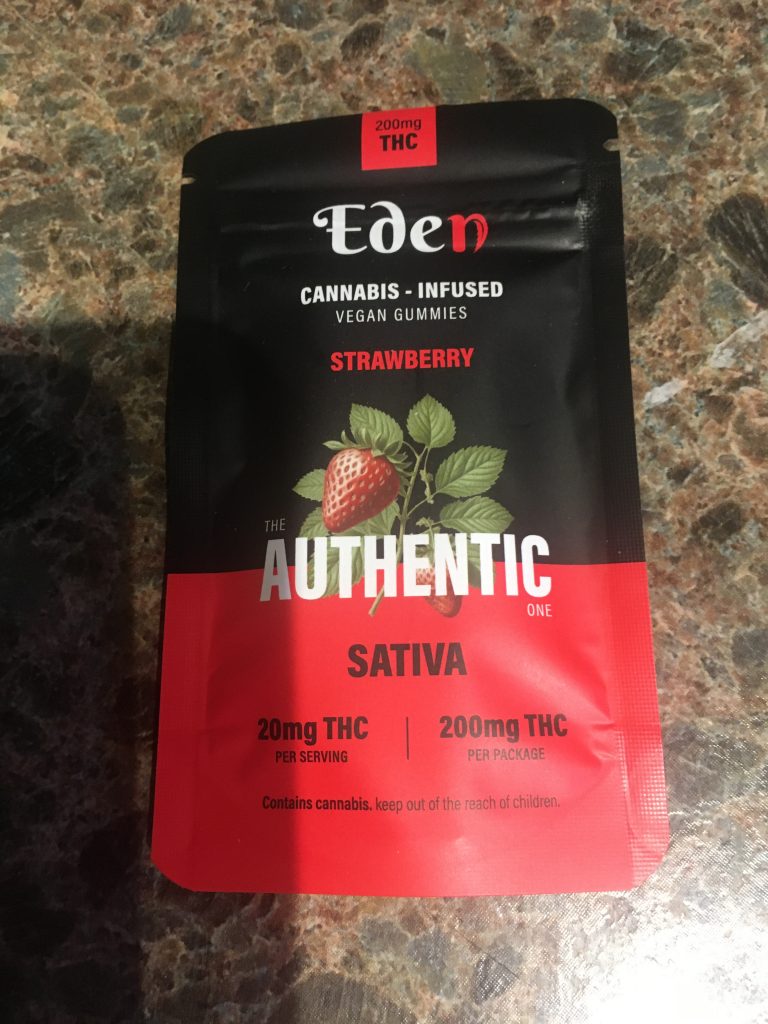 200mg
THC
Eden
CANNABIS - INFUSED
VEGAN GUMMIES
STRAWBERRY
THE
AUTHENTIC
ONE
SATIVA
20mg THC
PER SERVING
200mg THC
PER PACKAGE
Contains cannabis. keep out of the reach of children.